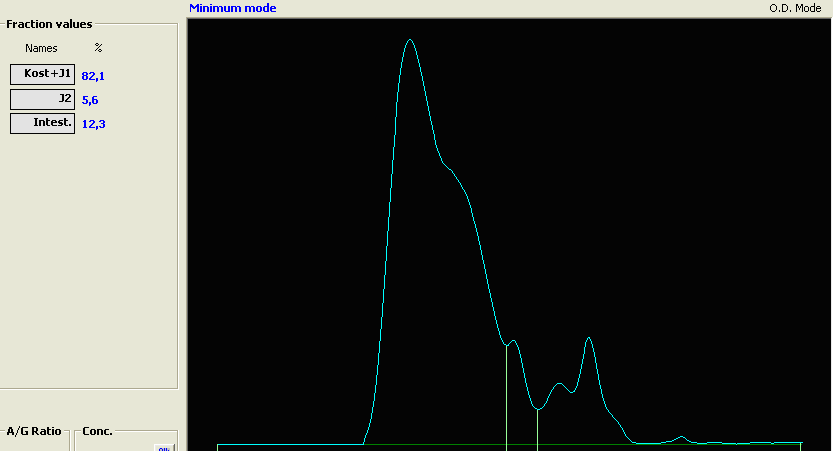 Minimum mode
O.D. Mode
Fraction values
Names %
Kost+J1 82,1
J2 5,6
Intest. 12,3
A/G Ratio
Conc.